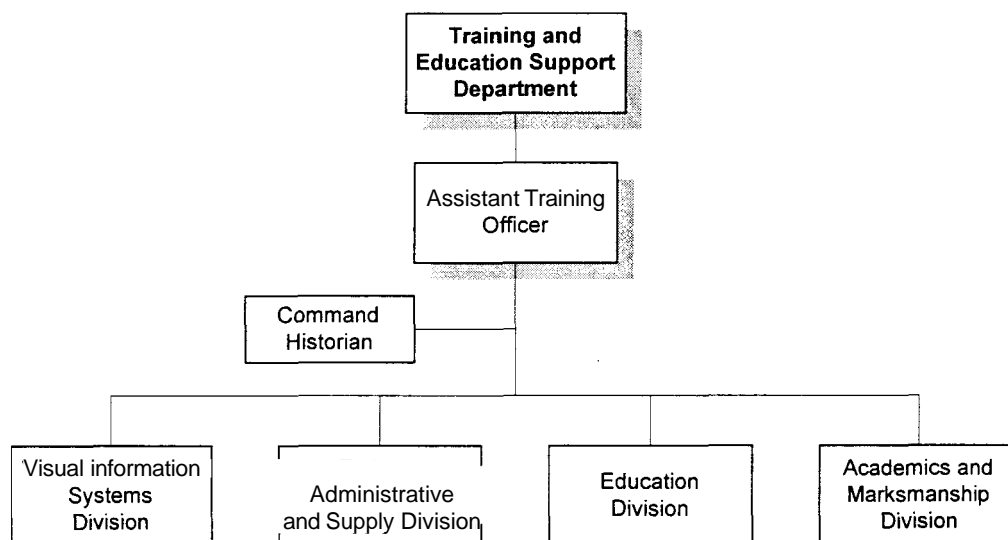 Training and
Education Support
Department
Assistant Training
Officer
Command
Historian
Visual information
Systems
Division
Administrative
and Supply Division
Education
Division
Academics and
Marksmanship
Division